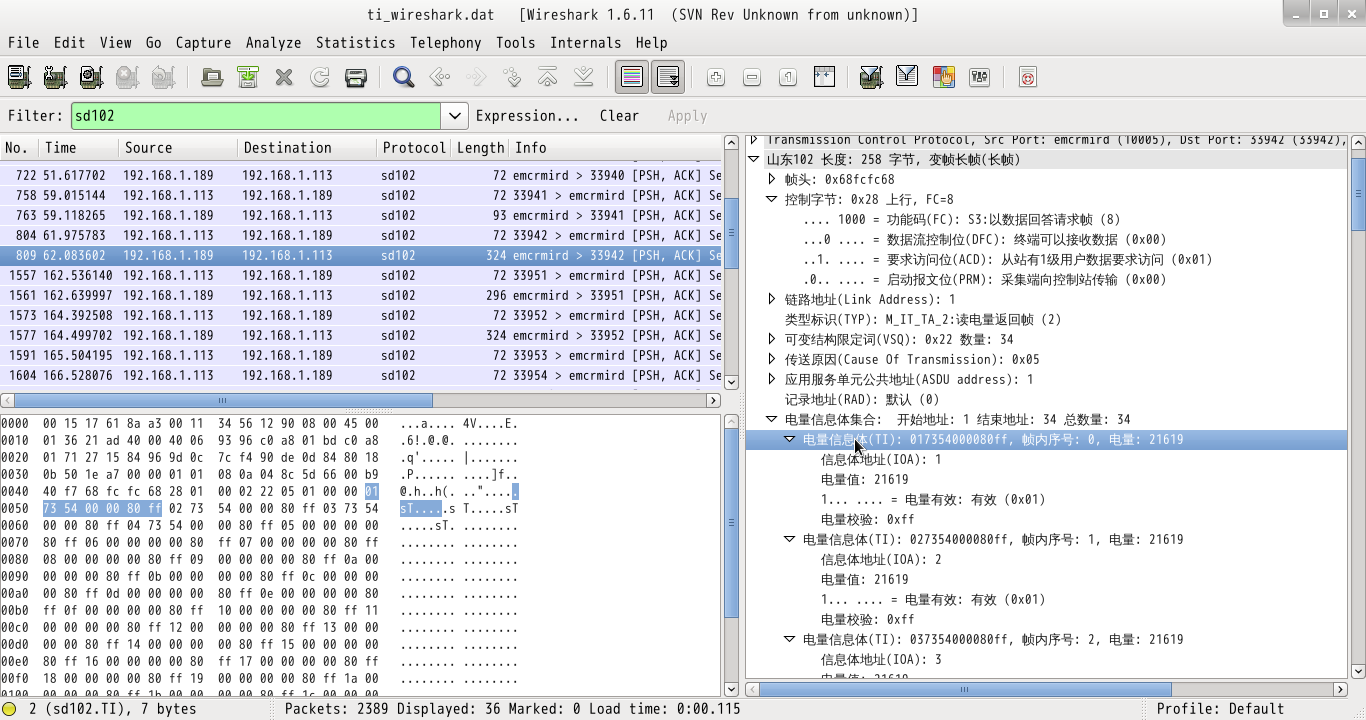 ti_wireshark.dat   [Wireshark 1.6.11  (SVN Rev Unknown from unknown)]
File Edit View Go Capture Analyze Statistics Telephony Tools Internals Help
Filter: sd102 Expression... Clear Apply
No. Time Source Destination Protocol Length Info
722 51.617702 192.168.1.189 192.168.1.113 sd102 72 emcrmird > 33940 [PSH, ACK] Se
758 59.015144 192.168.1.113 192.168.1.189 sd102 72 33941 > emcrmird [PSH, ACK] Se
763 59.118265 192.168.1.189 192.168.1.113 sd102 93 emcrmird > 33941 [PSH, ACK] Se
804 61.975783 192.168.1.113 192.168.1.189 sd102 72 33942 > emcrmird [PSH, ACK] Se
809 62.083602 192.168.1.189 192.168.1.113 sd102 324 emcrmird > 33942 [PSH, ACK] Se
1557 162.536140 192.168.1.113 192.168.1.189 sd102 72 33951 > emcrmird [PSH, ACK] Se
1561 162.639997 192.168.1.189 192.168.1.113 sd102 296 emcrmird > 33951 [PSH, ACK] Se
1573 164.392508 192.168.1.113 192.168.1.189 sd102 72 33952 > emcrmird [PSH, ACK] Se
1577 164.499702 192.168.1.189 192.168.1.113 sd102 324 emcrmird > 33952 [PSH, ACK] Se
1591 165.504195 192.168.1.113 192.168.1.189 sd102 72 33953 > emcrmird [PSH, ACK] Se
1604 166.528076 192.168.1.113 192.168.1.189 sd102 72 33954 > emcrmird [PSH, ACK] Se
0000 00 15 17 61 8a a3 00 11 34 56 12 90 08 00 45 00 ...a.... 4V....E.
0010 01 36 21 ad 40 00 40 06 93 96 c0 a8 01 bd c0 a8 .6!.@.@. ........
0020 01 71 27 15 84 96 9d 0c 7c f4 90 de 0d 84 80 18 .q'..... |.......
0030 0b 50 1e a7 00 00 01 01 08 0a 04 8c 5d 66 00 b9 .P...... ....]f..
0040 40 f7 68 fc fc 68 28 01 00 02 22 05 01 00 00 01 @.h..h(. ..".....
0050 73 54 00 00 80 ff 02 73 54 00 00 80 ff 03 73 54 sT.....s T.....sT
0060 00 00 80 ff 04 73 54 00 00 80 ff 05 00 00 00 00 .....sT. ........
0070 80 ff 06 00 00 00 00 80 ff 07 00 00 00 00 80 ff ........ ........
0080 08 00 00 00 00 80 ff 09 00 00 00 00 80 ff 0a 00 ........ ........
0090 00 00 00 80 ff 0b 00 00 00 00 80 ff 0c 00 00 00 ........ ........
00a0 00 80 ff 0d 00 00 00 00 80 ff 0e 00 00 00 00 80 ........ ........
00b0 ff 0f 00 00 00 00 80 ff 10 00 00 00 00 80 ff 11 ........ ........
00c0 00 00 00 00 80 ff 12 00 00 00 00 80 ff 13 00 00 ........ ........
00d0 00 00 80 ff 14 00 00 00 00 80 ff 15 00 00 00 00 ........ ........
00e0 80 ff 16 00 00 00 00 80 ff 17 00 00 00 00 80 ff ........ ........
00f0 18 00 00 00 00 80 ff 19 00 00 00 00 80 ff 1a 00 ........ ........
0100 00 00 00 80 ff 1b 00 00 00 00 80 ff 1c 00 00 00
Transmission Control Protocol, Src Port: emcrmird (10005), Dst Port: 33942 (33942),
山东102 长度: 258 字节, 变帧长帧(长帧)
帧头: 0x68fcfc68
控制字节: 0x28 上行, FC=8
.... 1000 = 功能码(FC): S3:以数据回答请求帧 (8)
...0 .... = 数据流控制位(DFC): 终端可以接收数据 (0x00)
..1. .... = 要求访问位(ACD): 从站有1级用户数据要求访问 (0x01)
.0.. .... = 启动报文位(PRM): 采集端向控制站传输 (0x00)
链路地址(Link Address): 1
类型标识(TYP): M_IT_TA_2:读电量返回帧 (2)
可变结构限定词(VSQ): 0x22 数量: 34
传送原因(Cause Of Transmission): 0x05
应用服务单元公共地址(ASDU address): 1
记录地址(RAD): 默认 (0)
电量信息体集合:  开始地址: 1 结束地址: 34 总数量: 34
电量信息体(TI): 017354000080ff, 帧内序号: 0, 电量: 21619
信息体地址(IOA): 1
电量值: 21619
1... .... = 电量有效: 有效 (0x01)
电量校验: 0xff
电量信息体(TI): 027354000080ff, 帧内序号: 1, 电量: 21619
信息体地址(IOA): 2
电量值: 21619
1... .... = 电量有效: 有效 (0x01)
电量校验: 0xff
电量信息体(TI): 037354000080ff, 帧内序号: 2, 电量: 21619
信息体地址(IOA): 3
电量值: 21619
2 (sd102.TI), 7 bytes Packets: 2389 Displayed: 36 Marked: 0 Load time: 0:00.115 Profile: Default